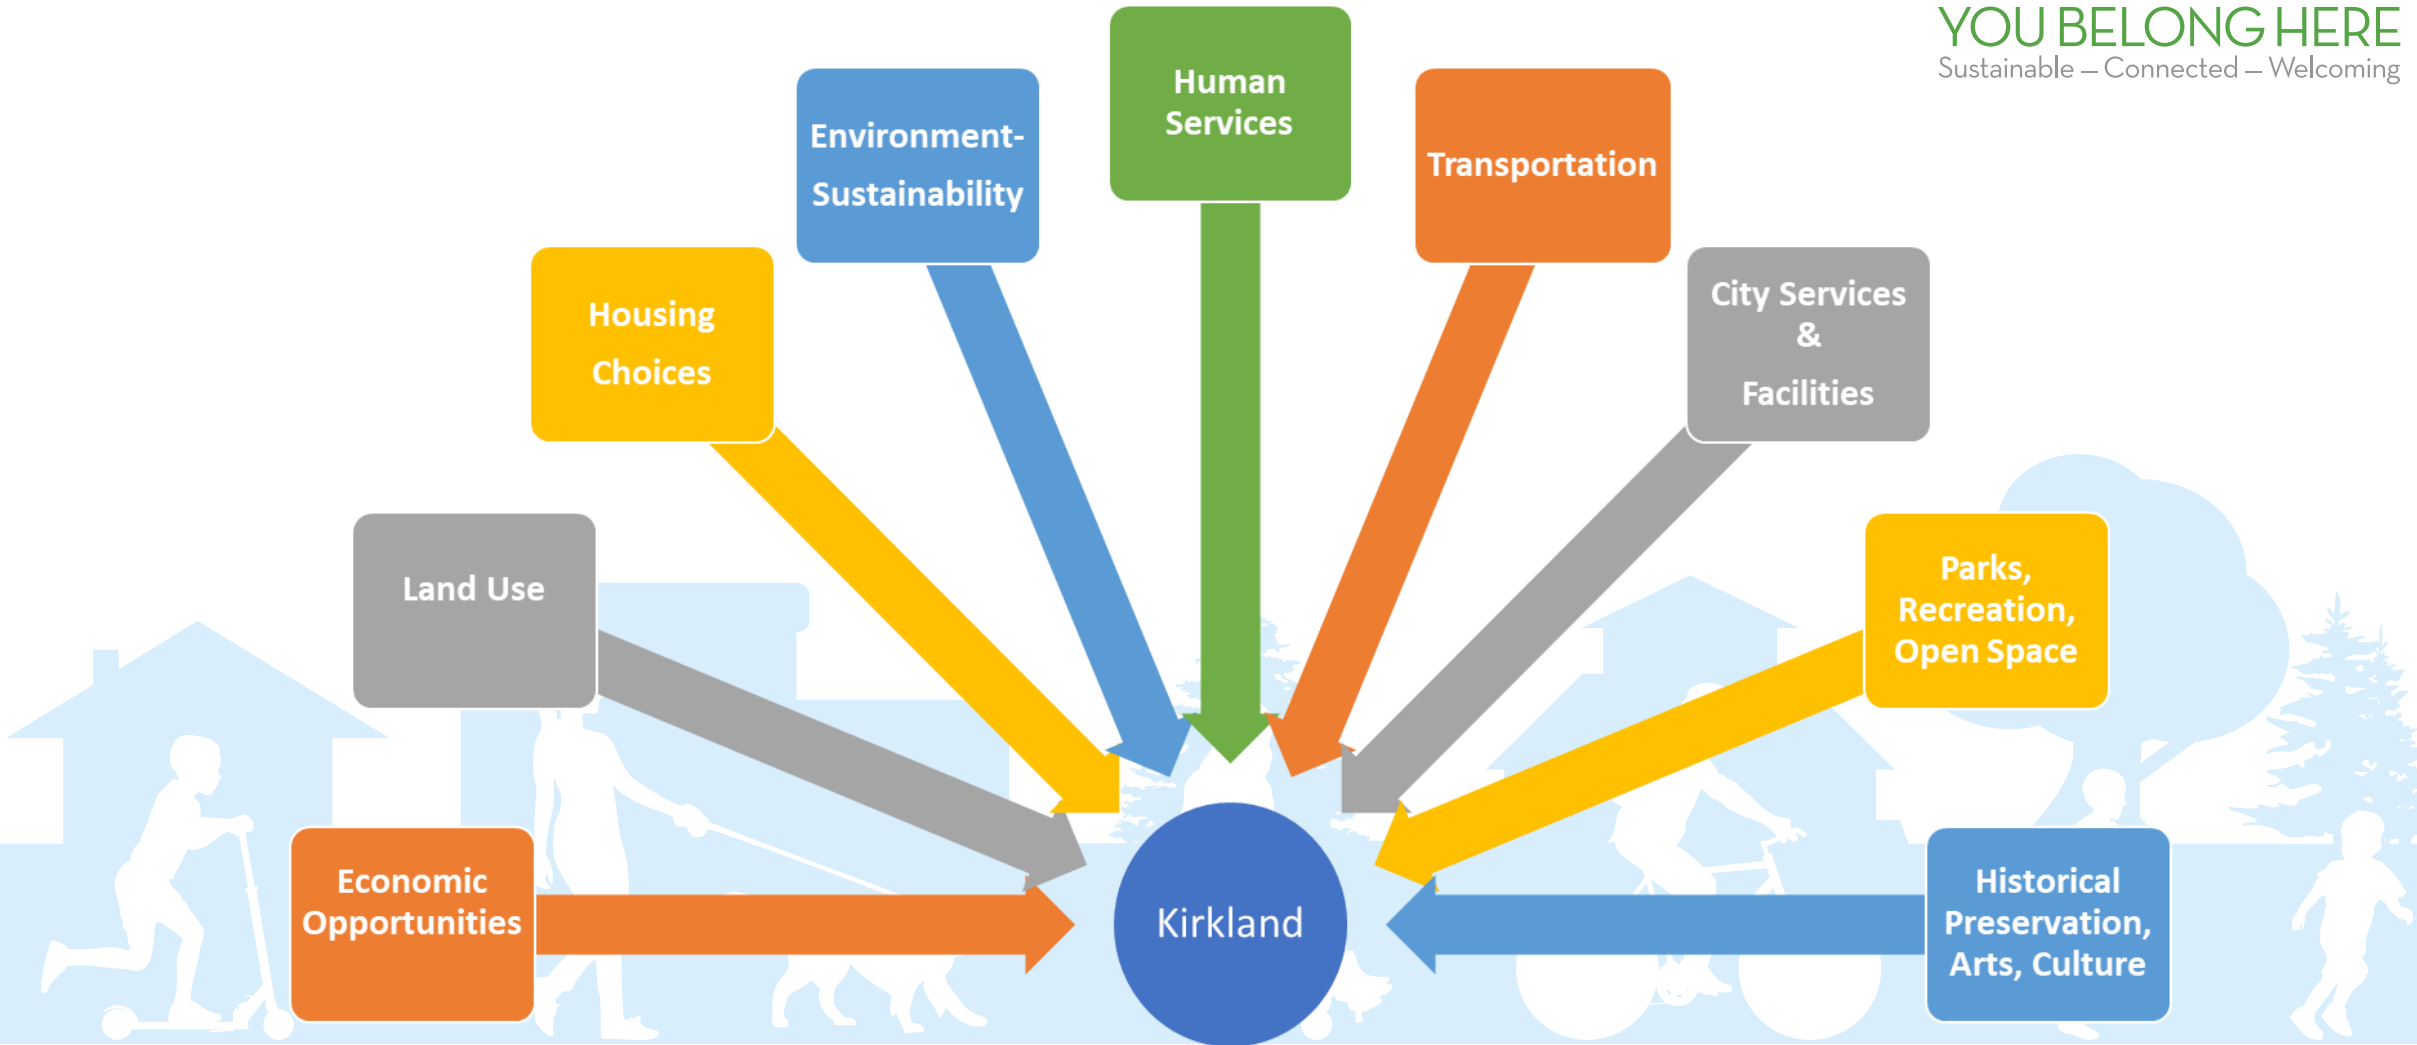 YOU BELONG HERE
Sustainable – Connected – Welcoming
Human
Services
Environment-
Sustainability
Transportation
Housing
Choices
City Services
&
Facilities
Land Use
Parks,
Recreation,
Open Space
Economic
Opportunities
Kirkland
Historical
Preservation,
Arts, Culture